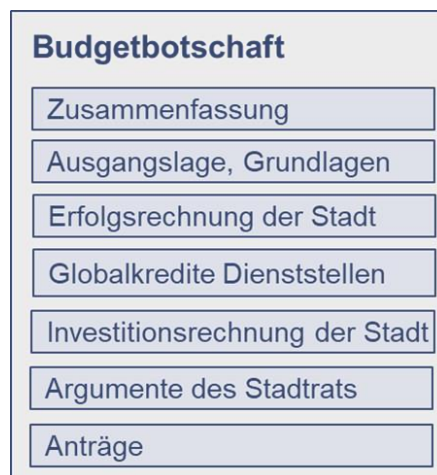 Budgetbotschaft
Zusammenfassung
Ausgangslage, Grundlagen
Erfolgsrechnung der Stadt
Globalkredite Dienststellen
Investitionsrechnung der Stadt
Argumente des Stadtrats
Anträge